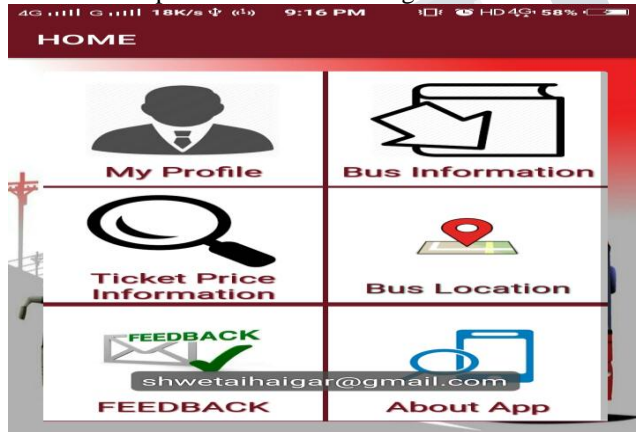 4G G 18K/s 9:16 PM HD 4G 58%
HOME
My Profile
Bus Information
Ticket Price
Information
Bus Location
FEEDBACK
shwetaihaigar@gmail.com
FEEDBACK
About App